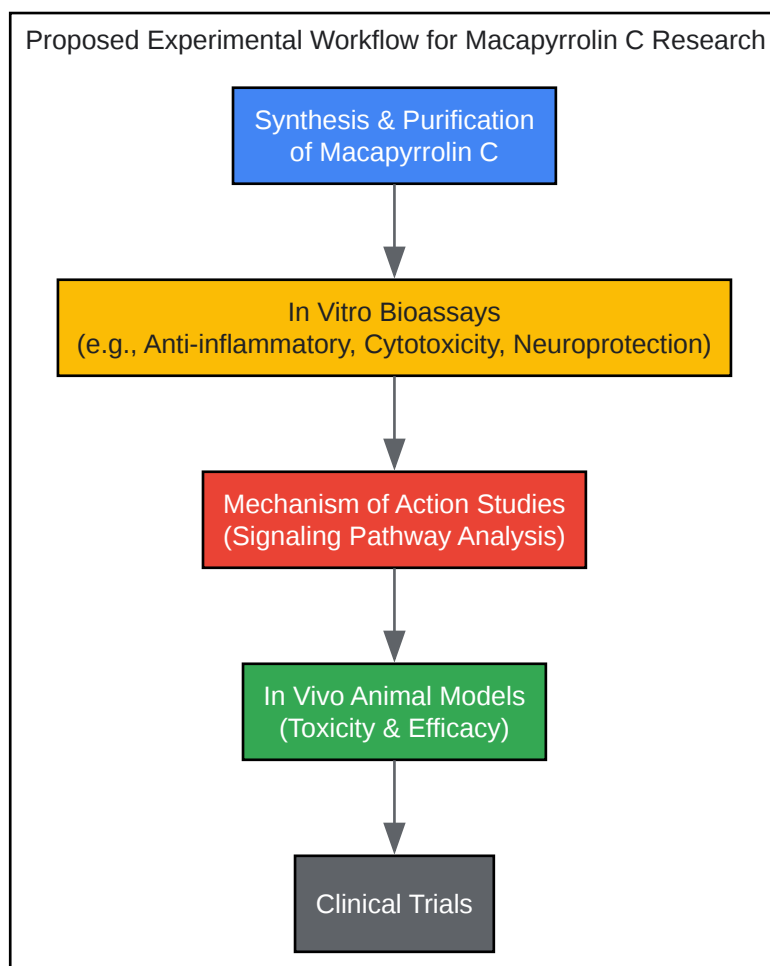 Proposed Experimental Workflow for Macapyrrolin C Research
Synthesis & Purification
of Macapyrrolin C
In Vitro Bioassays
(e.g., Anti-inflammatory, Cytotoxicity, Neuroprotection)
Mechanism of Action Studies
(Signaling Pathway Analysis)
In Vivo Animal Models
(Toxicity & Efficacy)
Clinical Trials